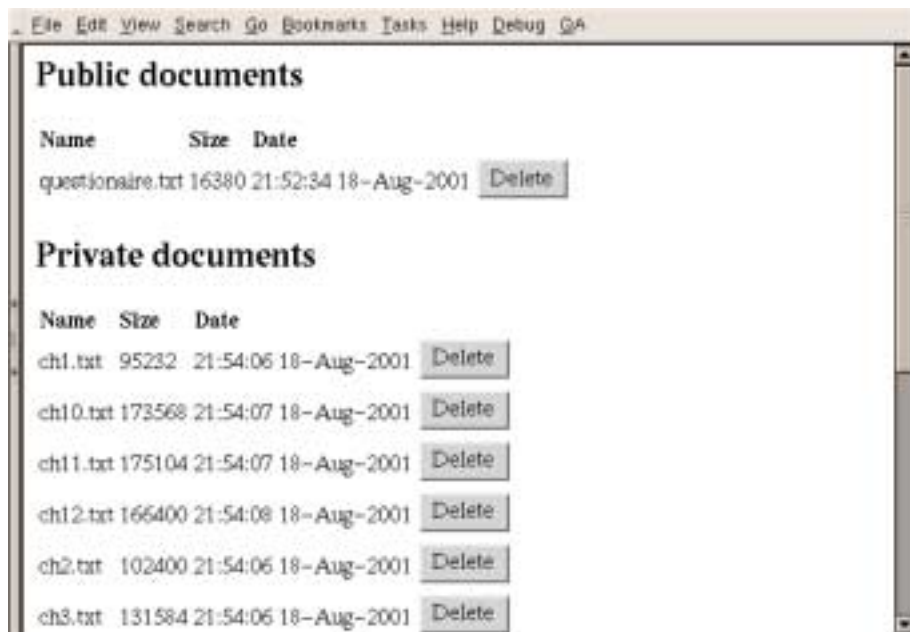 File Edit View Search Go Bookmarks Tasks Help Debug QA
Public documents
Name Size Date
questionaire.txt 16380 21:52:34 18-Aug-2001 Delete
Private documents
Name Size Date
ch1.txt 95232 21:54:06 18-Aug-2001 Delete
ch10.txt 173568 21:54:07 18-Aug-2001 Delete
ch11.txt 175104 21:54:07 18-Aug-2001 Delete
ch12.txt 166400 21:54:08 18-Aug-2001 Delete
ch2.txt 102400 21:54:06 18-Aug-2001 Delete
ch3.txt 131584 21:54:06 18-Aug-2001 Delete